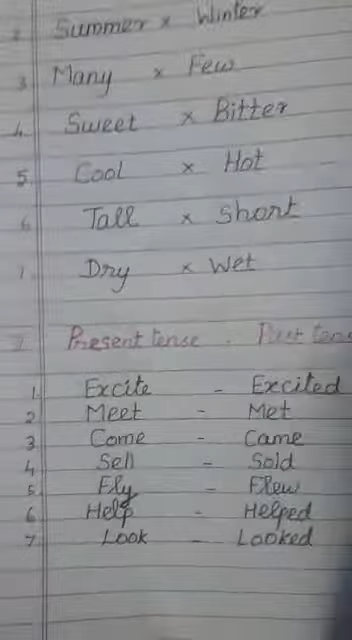 2. Summer × Winter
3. Many × Few
4. Sweet × Bitter
5. Cool × Hot
6. Tall × Short
7. Dry × Wet
Present tense - Past tens
1. Excite - Excited
2 Meet - Met
3 Come - Came
4 Sell - Sold
5 Fly - Flew
6 Help - Helped
7 Look - Looked